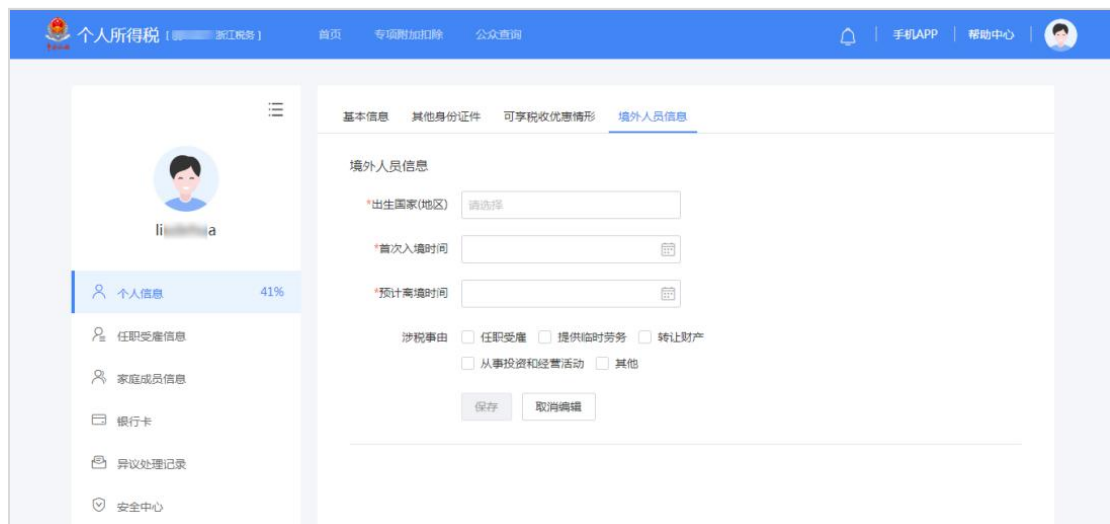 个人所得税 [ 浙江税务 ] 首页 专项附加扣除 公众查询 手机APP 帮助中心
基本信息 其他身份证件 可享税收优惠情形 境外人员信息
境外人员信息
*出生国家(地区) 请选择
li a
*首次入境时间
个人信息 41%
*预计离境时间
任职受雇信息
涉税事由 任职受雇 提供临时劳务 转让财产
从事投资和经营活动 其他
家庭成员信息
保存 取消编辑
银行卡
异议处理记录
安全中心